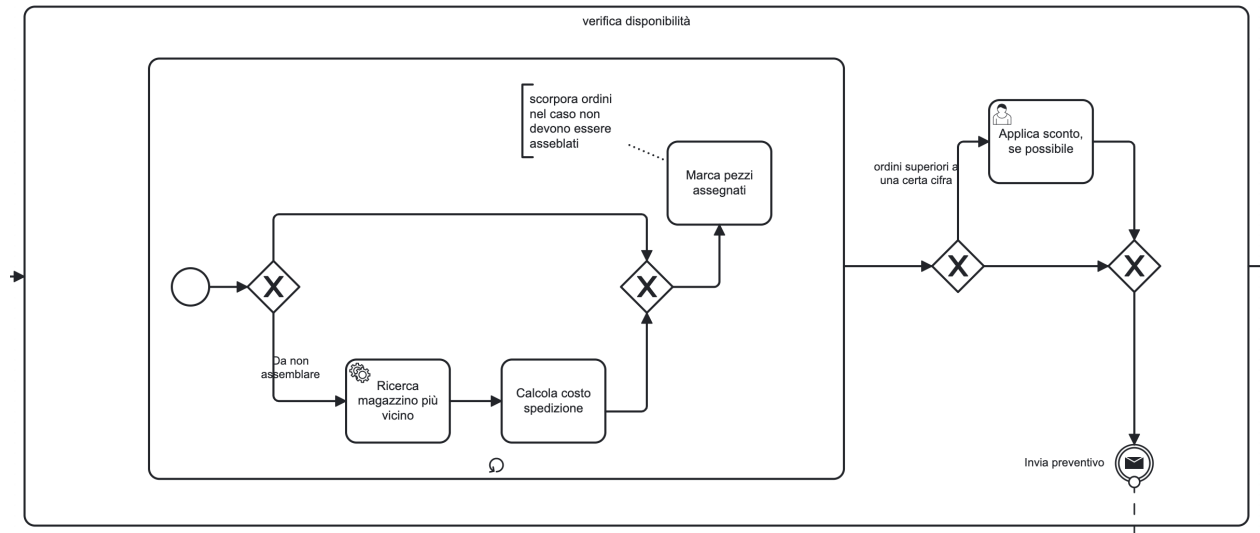 verifica disponibilità
scorpora ordini
nel caso non
devono essere
asseblati
Marca pezzi
assegnati
Applica sconto,
se possibile
ordini superiori a
una certa cifra
Da non
assemblare
Ricerca
magazzino più
vicino
Calcola costo
spedizione
Invia preventivo